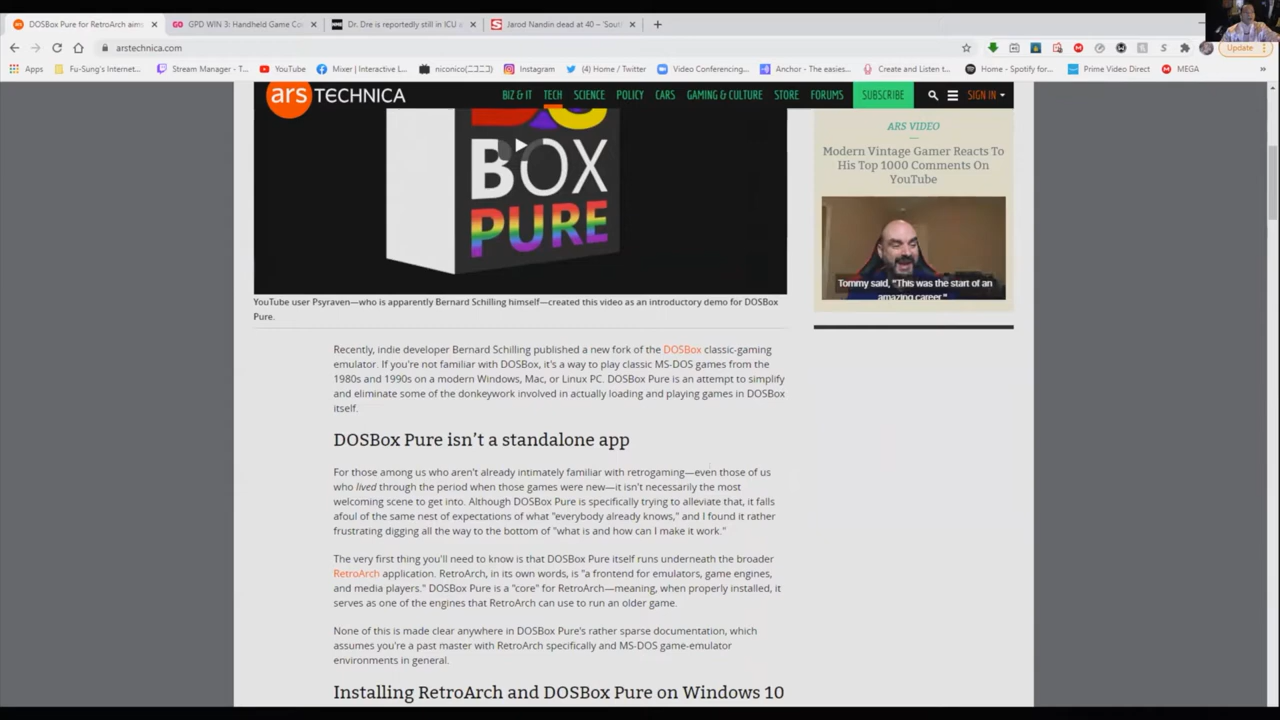 DOSBox Pure for RetroArch aims
GPD WIN 3: Handheld Game Co
Dr. Dre is reportedly still in ICU a
Jarod Nandin dead at 40 – 'Sout
arstechnica.com
Update
Apps
Fu-Sung's Internet...
Stream Manager - T...
YouTube
Mixer | Interactive L...
niconico(ニコニコ)
Instagram
(4) Home / Twitter
Video Conferencing...
Anchor - The easies...
Create and Listen t...
Home - Spotify for...
Prime Video Direct
MEGA
ars TECHNICA
BIZ & IT
TECH
SCIENCE
POLICY
CARS
GAMING & CULTURE
STORE
FORUMS
SUBSCRIBE
SIGN IN
BOX
PURE
YouTube user Psyraven—who is apparently Bernard Schilling himself—created this video as an introductory demo for DOSBox
Pure.
ARS VIDEO
Modern Vintage Gamer Reacts To
His Top 1000 Comments On
YouTube
Tommy said, "This was the start of an
amazing career."
Recently, indie developer Bernard Schilling published a new fork of the DOSBox classic-gaming
emulator. If you're not familiar with DOSBox, it's a way to play classic MS-DOS games from the
1980s and 1990s on a modern Windows, Mac, or Linux PC. DOSBox Pure is an attempt to simplify
and eliminate some of the donkeywork involved in actually loading and playing games in DOSBox
itself.
DOSBox Pure isn't a standalone app
For those among us who aren't already intimately familiar with retrogaming—even those of us
who lived through the period when those games were new—it isn't necessarily the most
welcoming scene to get into. Although DOSBox Pure is specifically trying to alleviate that, it falls
afoul of the same nest of expectations of what "everybody already knows," and I found it rather
frustrating digging all the way to the bottom of "what is and how can I make it work."
The very first thing you'll need to know is that DOSBox Pure itself runs underneath the broader
RetroArch application. RetroArch, in its own words, is "a frontend for emulators, game engines,
and media players." DOSBox Pure is a "core" for RetroArch—meaning, when properly installed, it
serves as one of the engines that RetroArch can use to run an older game.
None of this is made clear anywhere in DOSBox Pure's rather sparse documentation, which
assumes you're a past master with RetroArch specifically and MS-DOS game-emulator
environments in general.
Installing RetroArch and DOSBox Pure on Windows 10